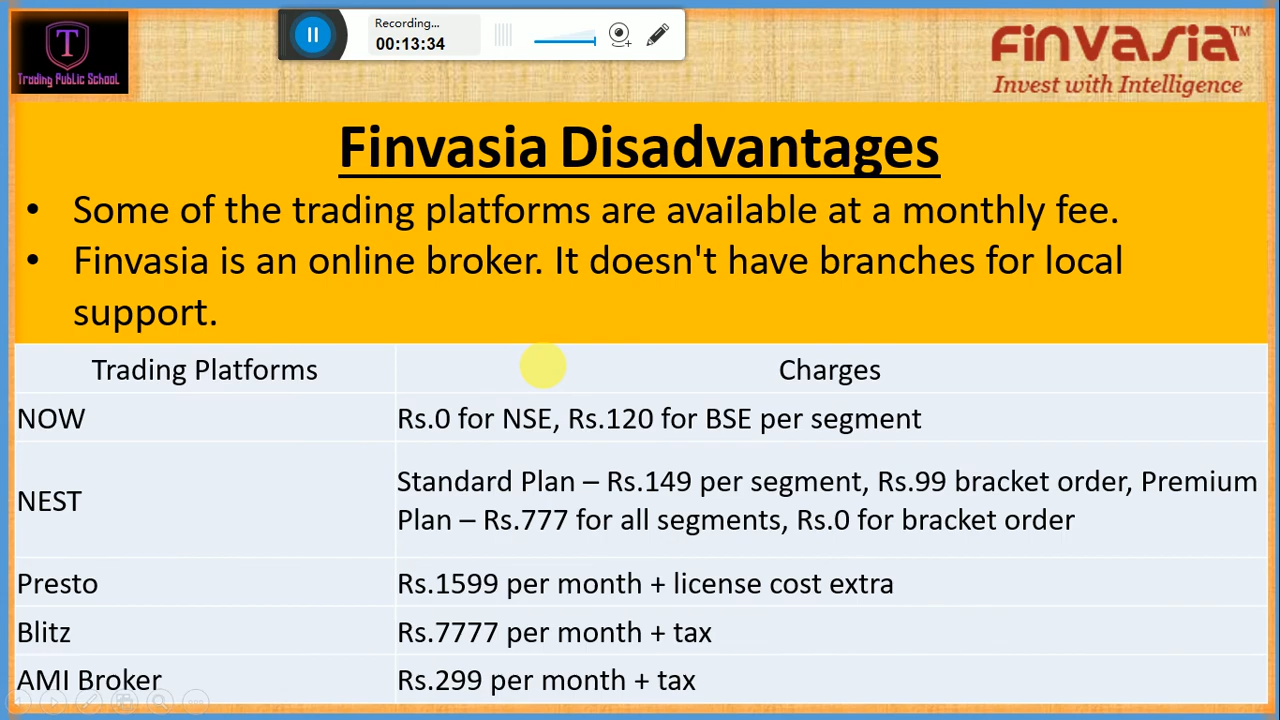 T
Trading Public School
Recording...
00:13:34
Finvasia™
Invest with Intelligence
Finvasia Disadvantages
• Some of the trading platforms are available at a monthly fee.
• Finvasia is an online broker. It doesn't have branches for local
support.
Trading Platforms Charges
NOW Rs.0 for NSE, Rs.120 for BSE per segment
NEST Standard Plan – Rs.149 per segment, Rs.99 bracket order, Premium
Plan – Rs.777 for all segments, Rs.0 for bracket order
Presto Rs.1599 per month + license cost extra
Blitz Rs.7777 per month + tax
AMI Broker Rs.299 per month + tax